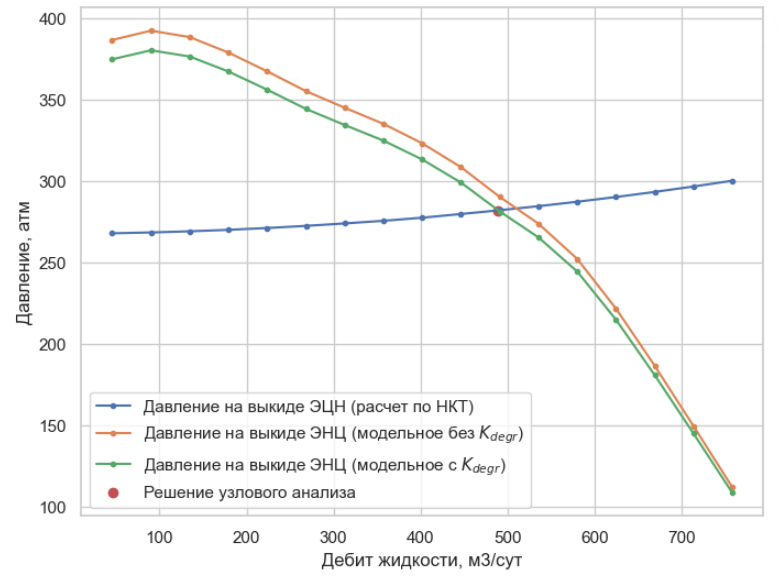 400
350
300
250
200
150
100
Давление, атм
Давление на выкиде ЭЦН (расчет по НКТ)
Давление на выкиде ЭНЦ (модельное без K_degr)
Давление на выкиде ЭНЦ (модельное с K_degr)
Решение узлового анализа
100 200 300 400 500 600 700
Дебит жидкости, м3/сут